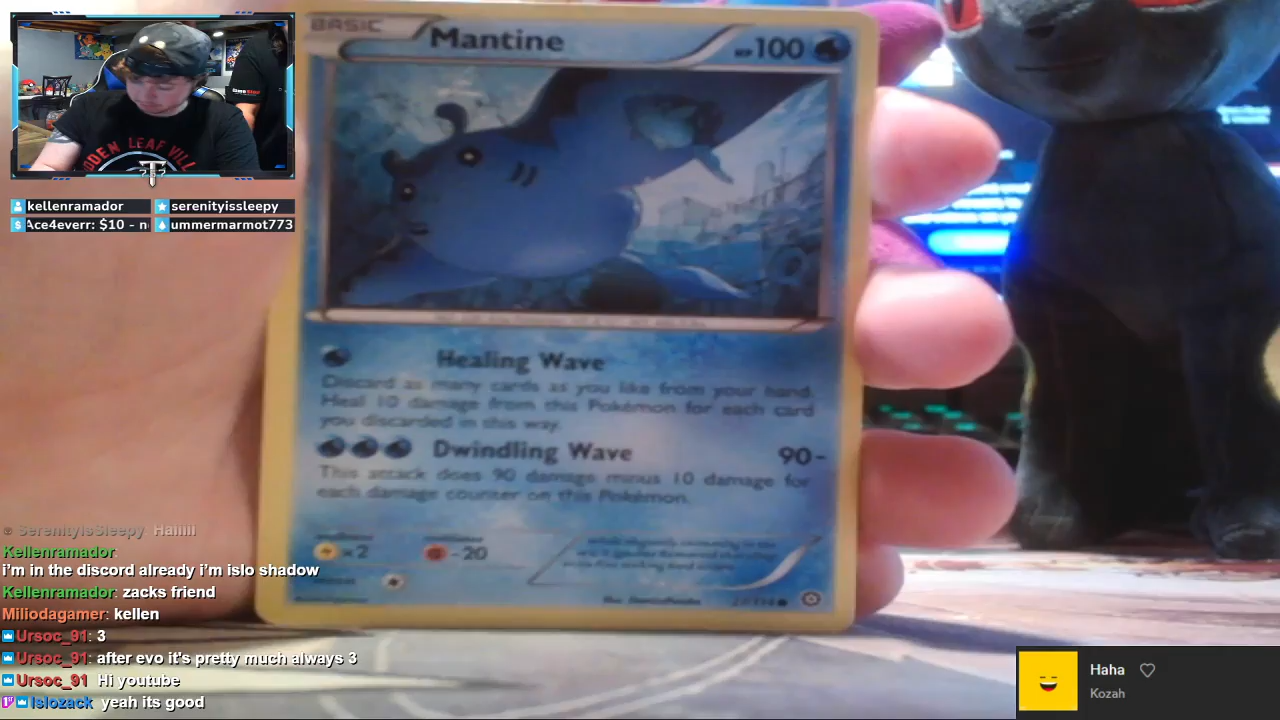 BASIC
Mantine
HP 100
Healing Wave
Discard as many cards as you like from your hand.
Heal 10 damage from this Pokémon for each card
you discarded in this way.
Dwindling Wave 90-
This attack does 90 damage minus 10 damage for
each damage counter on this Pokémon.
weakness
×2
resistance
-20
kellenramador
serenityissleepy
Ace4everr: $10 - n
ummermarmot773
SerenityIsSleepy Haiiiii
Kellenramador:
i'm in the discord already i'm islo shadow
Kellenramador: zacks friend
Miliodagamer: kellen
Ursoc_91: 3
Ursoc_91: after evo it's pretty much always 3
Ursoc_91: Hi youtube
Islozack: yeah its good
Haha
Kozah